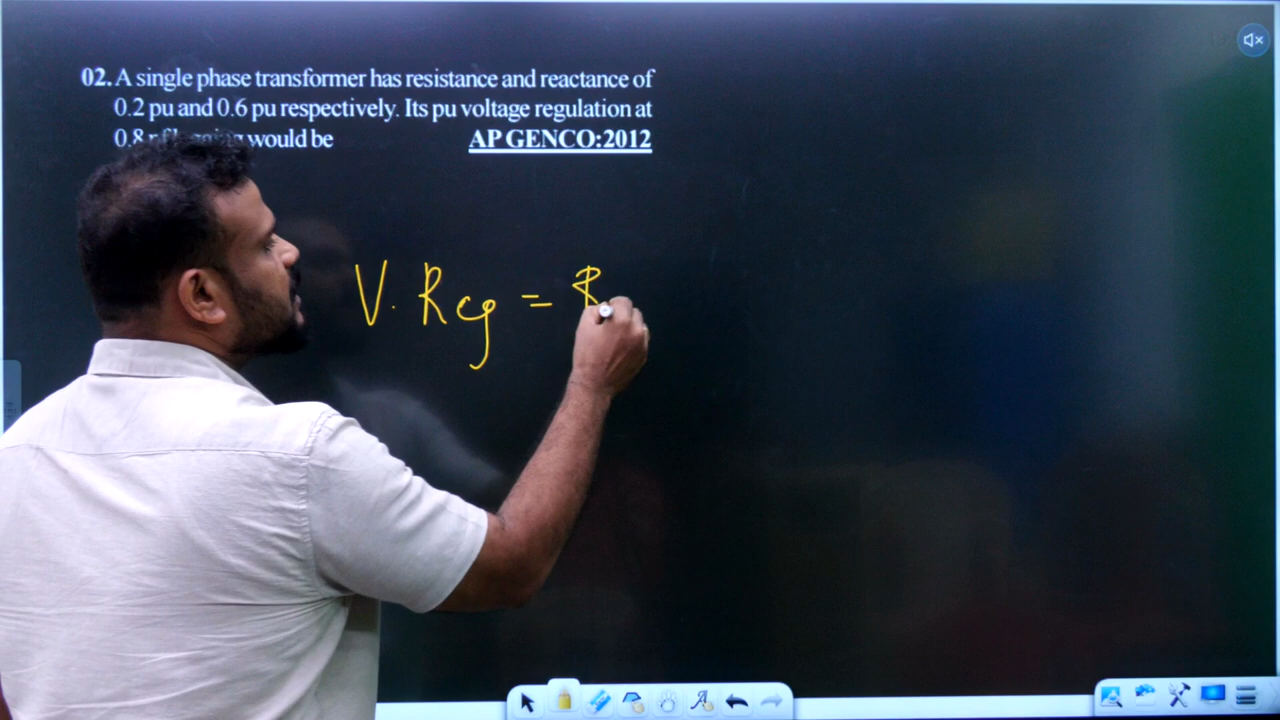 02. A single phase transformer has resistance and reactance of
0.2 pu and 0.6 pu respectively. Its pu voltage regulation at
0.8 would be AP GENCO:2012
V. Reg = R